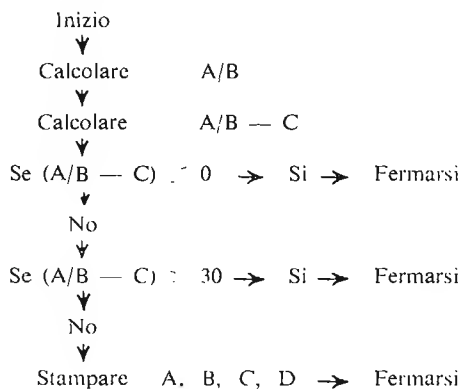 Inizio
Calcolare A/B
Calcolare A/B — C
Se (A/B — C) 0 → Si → Fermarsi
No
Se (A/B — C) 30 → Si → Fermarsi
No
Stampare A, B, C, D → Fermarsi